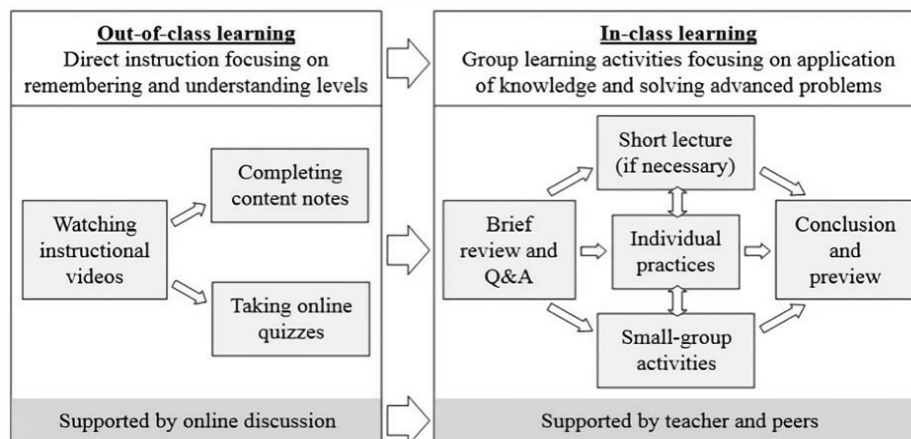 Out-of-class learning
Direct instruction focusing on
remembering and understanding levels
Watching
instructional
videos
Completing
content notes
Taking online
quizzes
Supported by online discussion
In-class learning
Group learning activities focusing on application
of knowledge and solving advanced problems
Brief
review and
Q&A
Short lecture
(if necessary)
Individual
practices
Small-group
activities
Conclusion
and
preview
Supported by teacher and peers